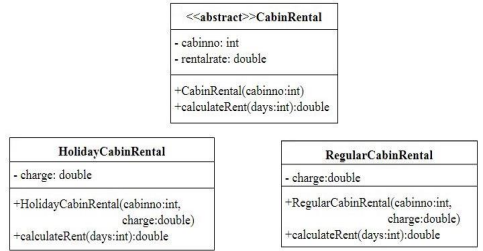 <<abstract>>CabinRental
- cabinno: int
- rentalrate: double
+CabinRental(cabinno:int)
+calculateRent(days:int):double
HolidayCabinRental
- charge: double
+HolidayCabinRental(cabinno:int,
charge:double)
+calculateRent(days:int):double
RegularCabinRental
- charge:double
+RegularCabinRental(cabinno:int,
charge:double)
+calculateRent(days:int):double